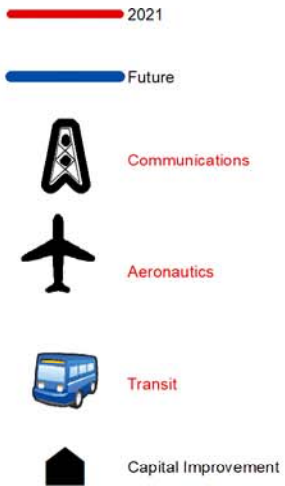 2021
Future
Communications
Aeronautics
Transit
Capital Improvement